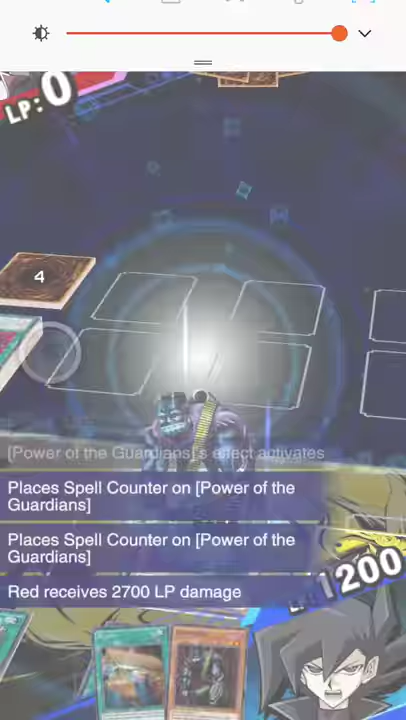 LP:0
4
[Power of the Guardians]'s effect activates
Places Spell Counter on [Power of the
Guardians]
Places Spell Counter on [Power of the
Guardians]
Red receives 2700 LP damage
1200